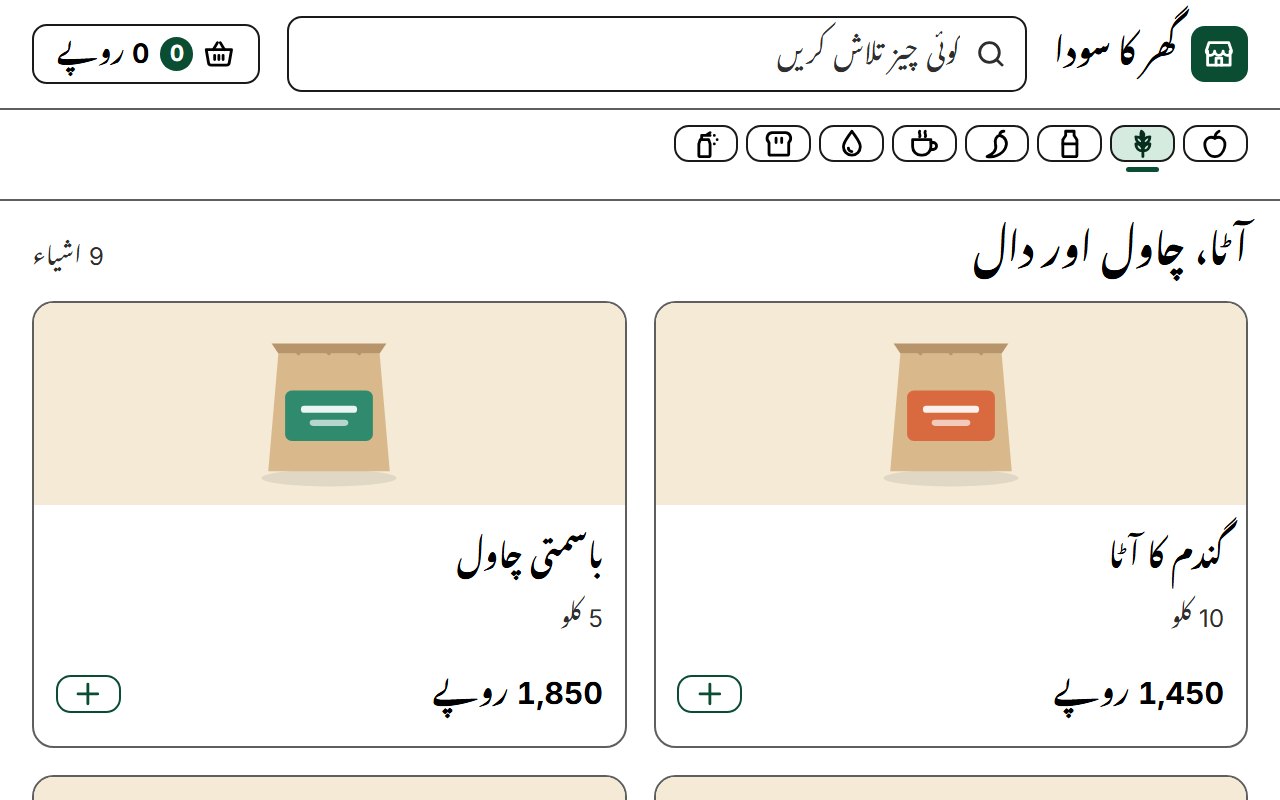 گھر کا سودا
کوئی چیز تلاش کریں
0 0 روپے
آٹا، چاول اور دال
9 اشیاء
گندم کا آٹا
10 کلو
1,450 روپے
باسمتی چاول
5 کلو
1,850 روپے